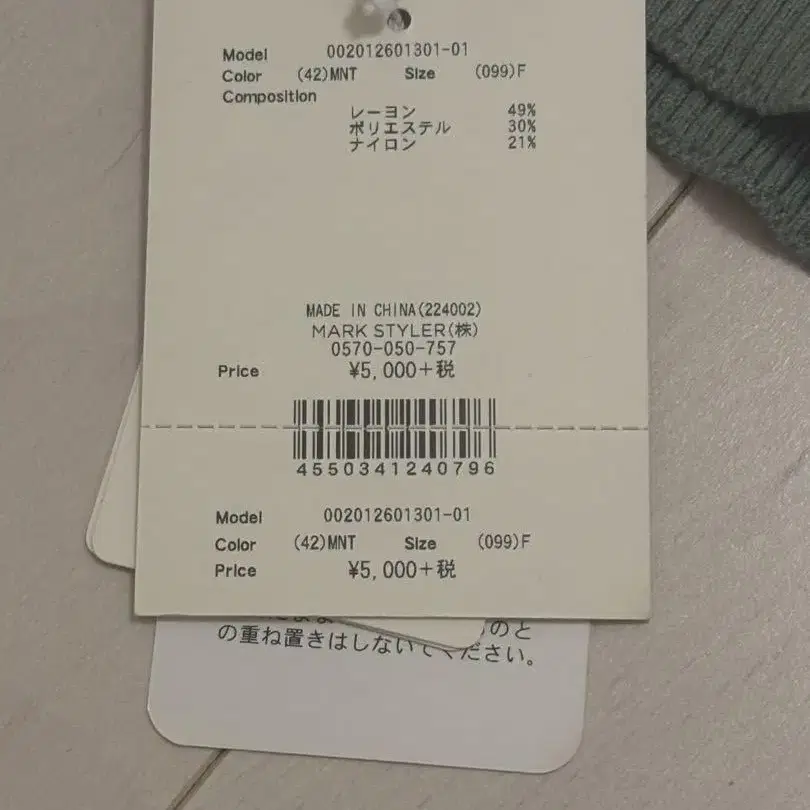 Model 002012601301-01
Color (42)MNT Size (099)F
Composition
レーヨン 49%
ポリエステル 30%
ナイロン 21%
MADE IN CHINA(224002)
MARK STYLER(株)
0570-050-757
Price ¥5,000+税
4550341240796
Model 002012601301-01
Color (42)MNT Size (099)F
Price ¥5,000+税
のと
の重ね置きはしないでください。